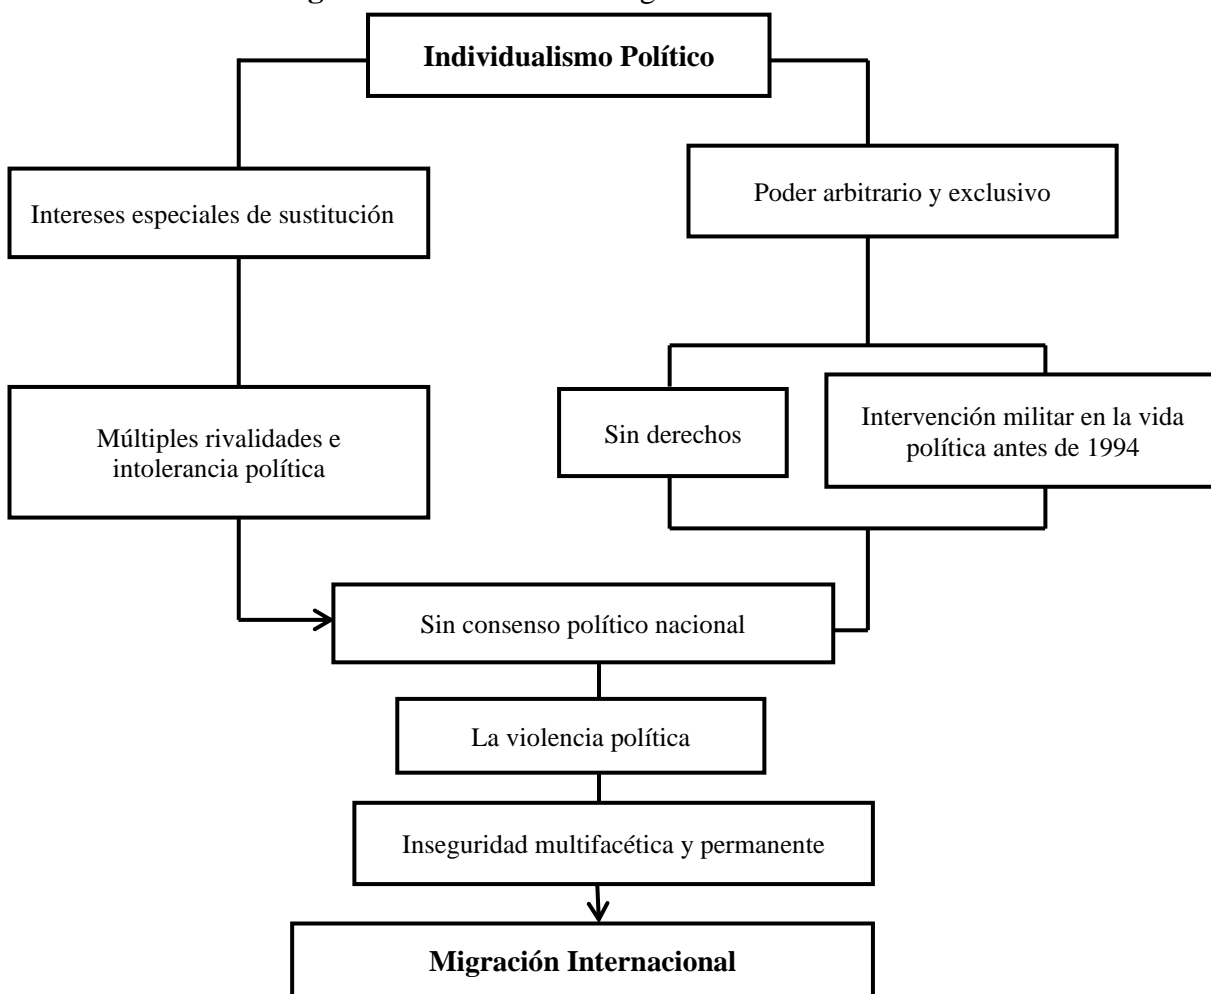 Individualismo Político
Intereses especiales de sustitución
Poder arbitrario y exclusivo
Múltiples rivalidades e
intolerancia política
Sin derechos
Intervención militar en la vida
política antes de 1994
Sin consenso político nacional
La violencia política
Inseguridad multifacética y permanente
Migración Internacional